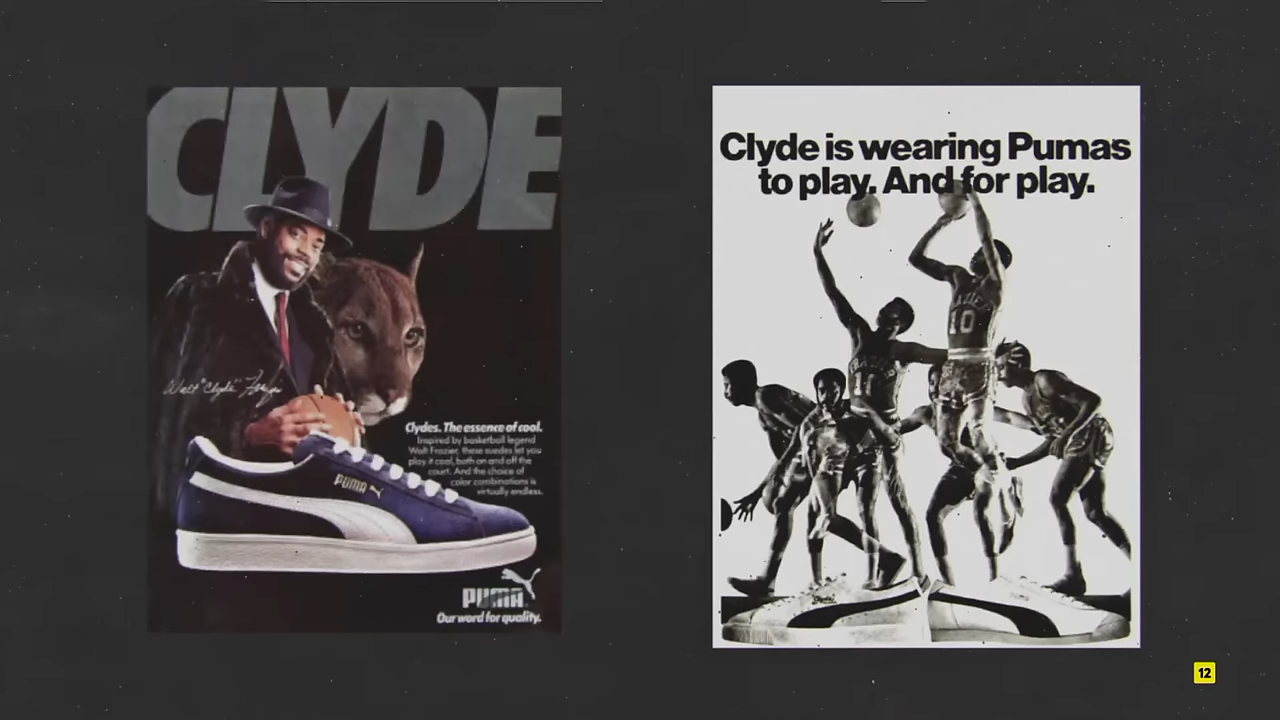 CLYDE
Walt "Clyde" Frazier
Clydes. The essence of cool.
Inspired by basketball legend
Walt Frazier, these suedes let you
play it cool, both on and off the
court. And the choice of
color combinations is
virtually endless.
PUMA
PUMA
Our word for quality.
Clyde is wearing Pumas
to play. And for play.
FRAZIER
10
FRAZIER
12